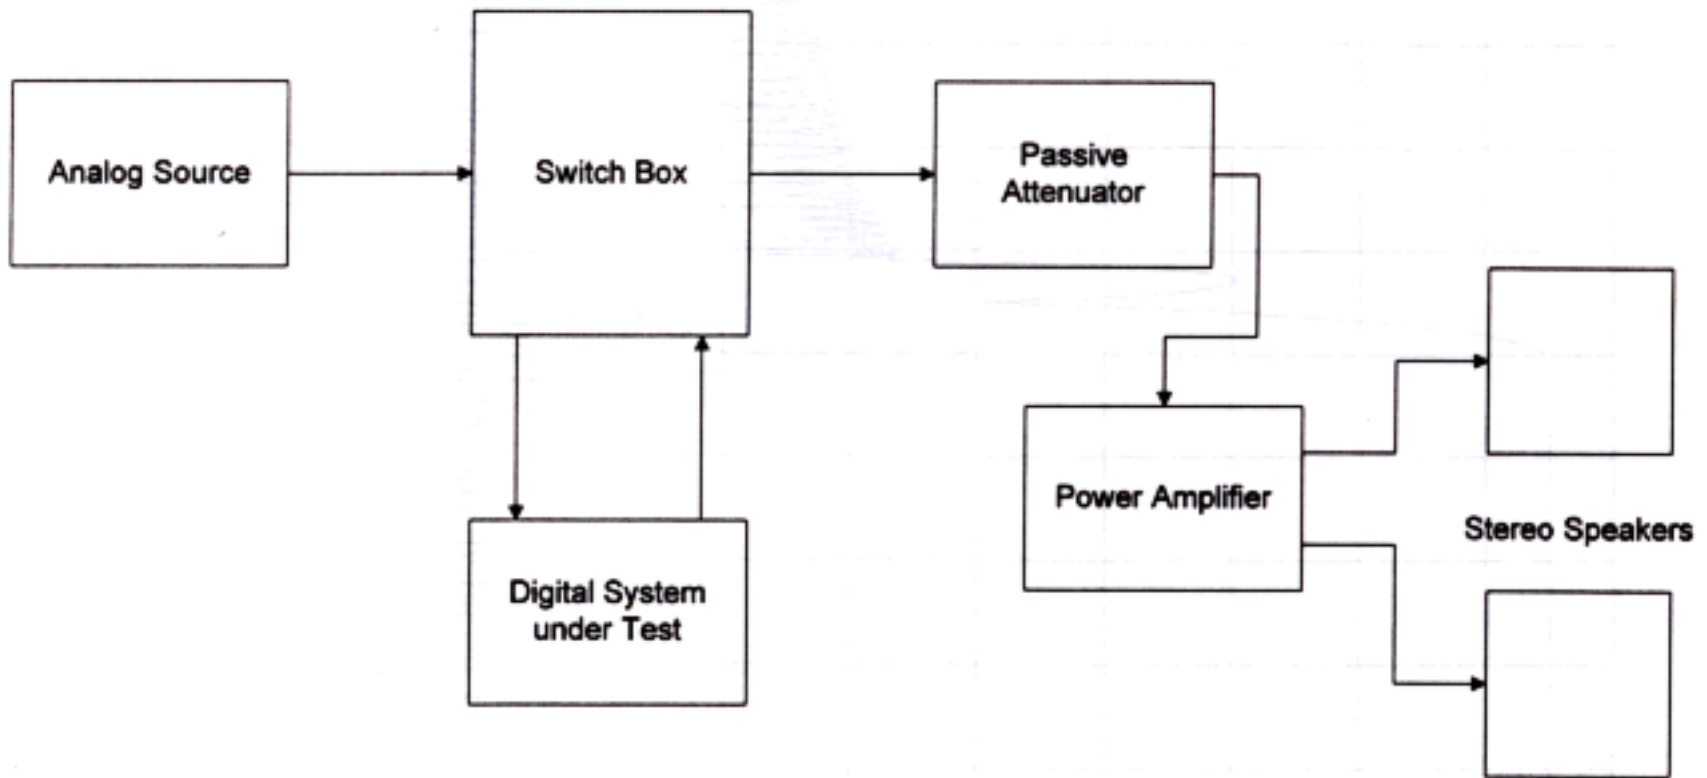 Analog Source
Switch Box
Passive
Attenuator
Power Amplifier
Stereo Speakers
Digital System
under Test